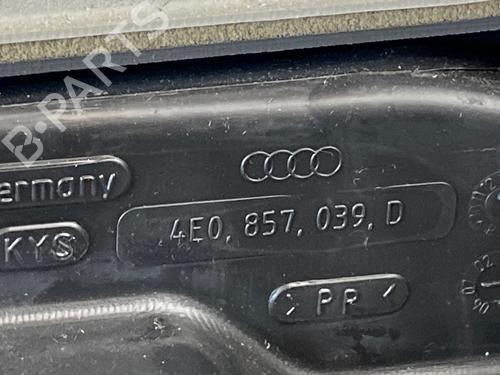 B-PARTS
ermany
KYS
4E0.857.039.D
>PP<